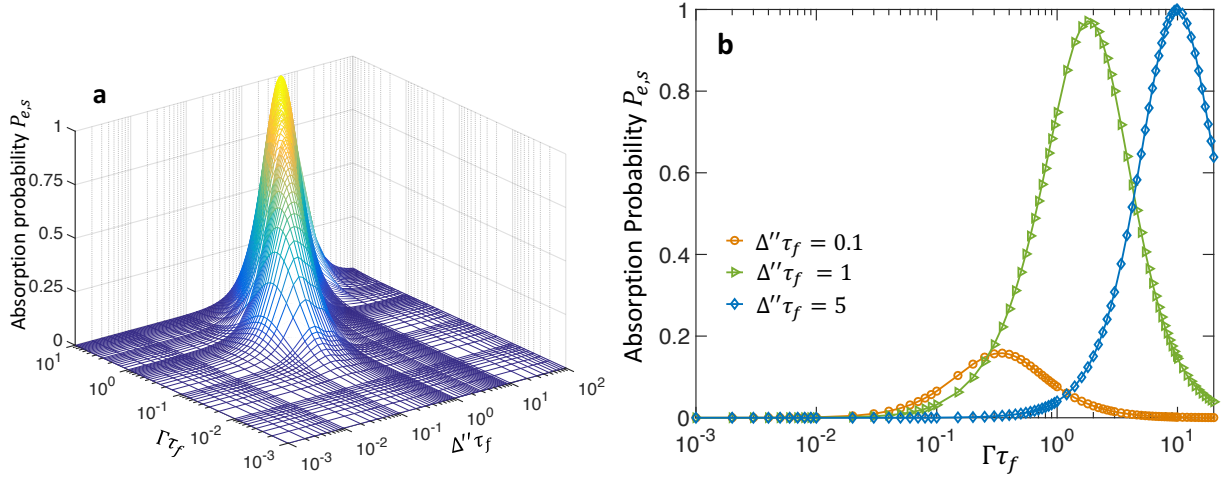 a
Absorption probability P_{e,s}
1
0.75
0.5
0.25
0
10^1
10^0
10^{-1}
10^{-2}
10^{-3}
Γτ_f
10^{-3}
10^{-2}
10^{-1}
10^0
10^1
10^2
Δ''τ_f
b
Absorption Probability P_{e,s}
1
0.8
0.6
0.4
0.2
0
Δ''τ_f = 0.1
Δ''τ_f = 1
Δ''τ_f = 5
10^{-3}
10^{-2}
10^{-1}
10^0
10^1
Γτ_f